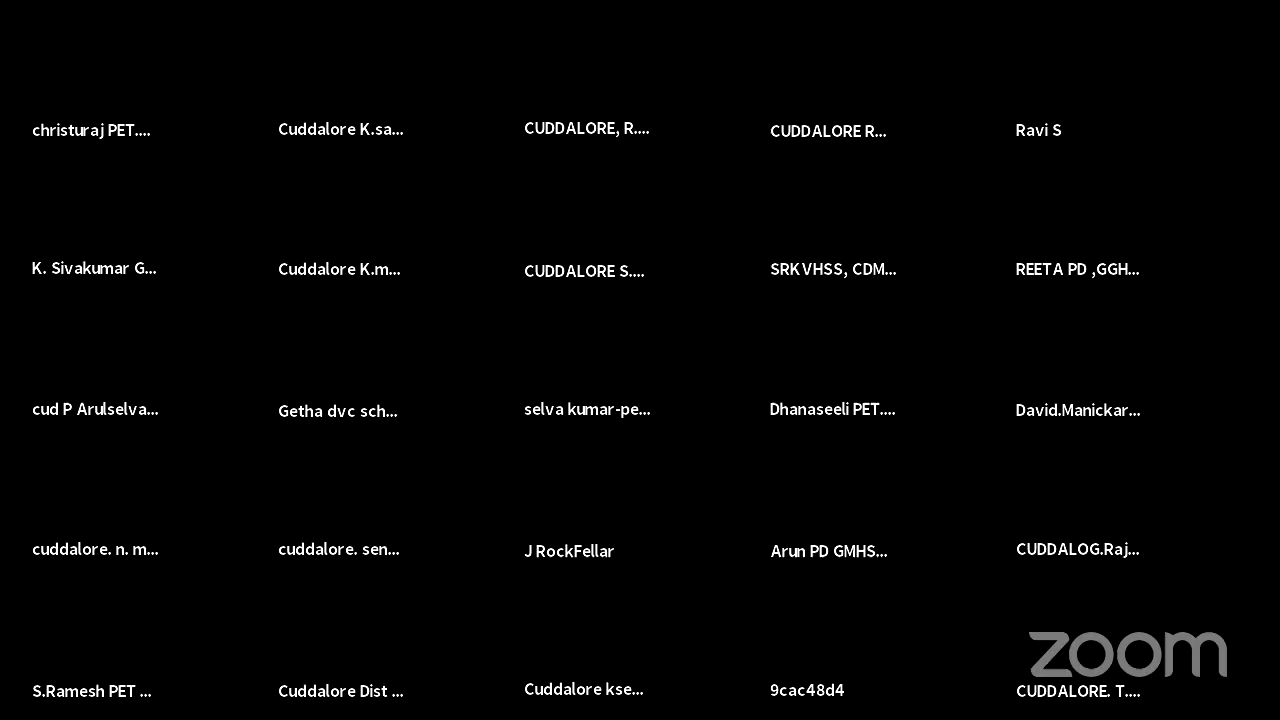 christuraj PET....
Cuddalore K.sa...
CUDDALORE, R....
CUDDALORE R...
Ravi S
K. Sivakumar G...
Cuddalore K.m...
CUDDALORE S....
SRKVHSS, CDM...
REETA PD ,GGH...
cud P Arulselva...
Getha dvc sch...
selva kumar-pe...
Dhanaseeli PET....
David.Manickar...
cuddalore. n. m...
cuddalore. sen...
J RockFellar
Arun PD GMHS...
CUDDALOG.Raj...
zoom
S.Ramesh PET ...
Cuddalore Dist ...
Cuddalore kse...
9cac48d4
CUDDALORE. T....